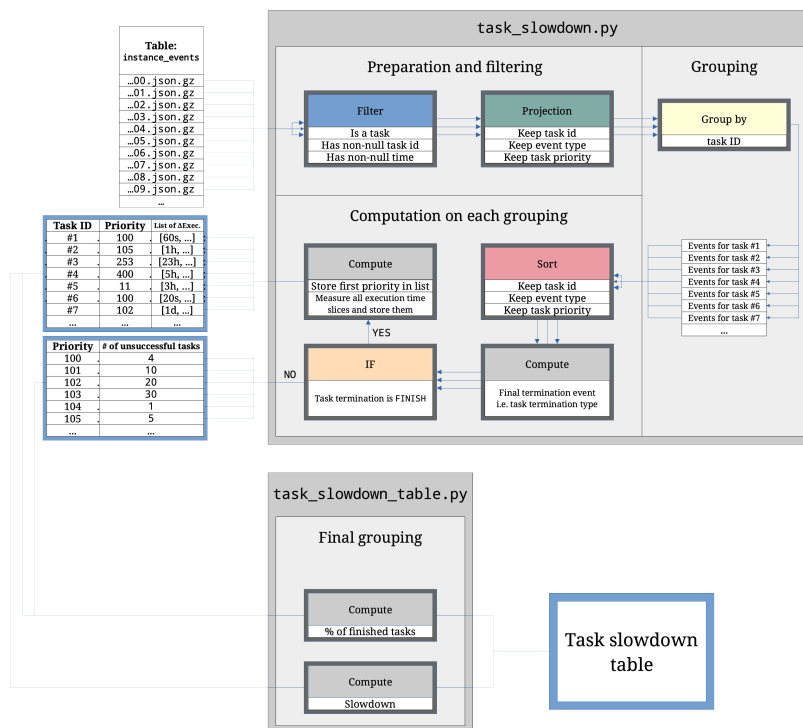 task_slowdown.py
Table:
instance_events
…00.json.gz
…01.json.gz
…02.json.gz
…03.json.gz
…04.json.gz
…05.json.gz
…06.json.gz
…07.json.gz
…08.json.gz
…09.json.gz
…
Preparation and filtering
Filter
Is a task
Has non-null task id
Has non-null time
Projection
Keep task id
Keep event type
Keep task priority
Grouping
Group by
task ID
Events for task #1
Events for task #2
Events for task #3
Events for task #4
Events for task #5
Events for task #6
Events for task #7
...
Computation on each grouping
Sort
Keep task id
Keep event type
Keep task priority
Compute
Final termination event
i.e. task termination type
IF
Task termination is FINISH
YES
NO
Compute
Store first priority in list
Measure all execution time
slices and store them
Task ID Priority List of ΔExec.
#1 100 [60s, ...]
#2 105 [1h, ...]
#3 253 [23h, ...]
#4 400 [5h, ...]
#5 11 [3h, ...]
#6 100 [20s, ...]
#7 102 [1d, ...]
... ... ...
Priority # of unsuccessful tasks
100 4
101 10
102 20
103 30
104 1
105 5
... ...
task_slowdown_table.py
Final grouping
Compute
% of finished tasks
Compute
Slowdown
Task slowdown
table